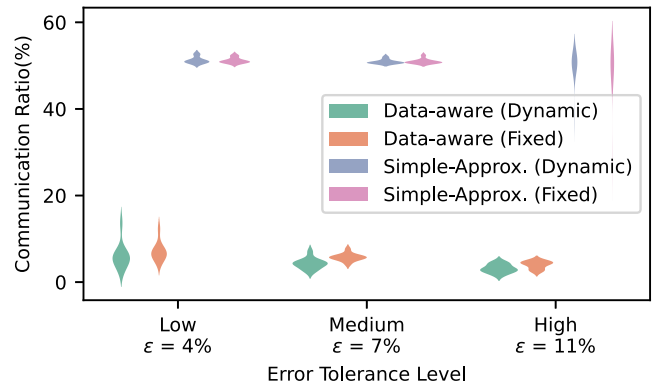 Communication Ratio(%)
60
40
20
0
Data-aware (Dynamic)
Data-aware (Fixed)
Simple-Approx. (Dynamic)
Simple-Approx. (Fixed)
Low
ε = 4%
Medium
ε = 7%
High
ε = 11%
Error Tolerance Level